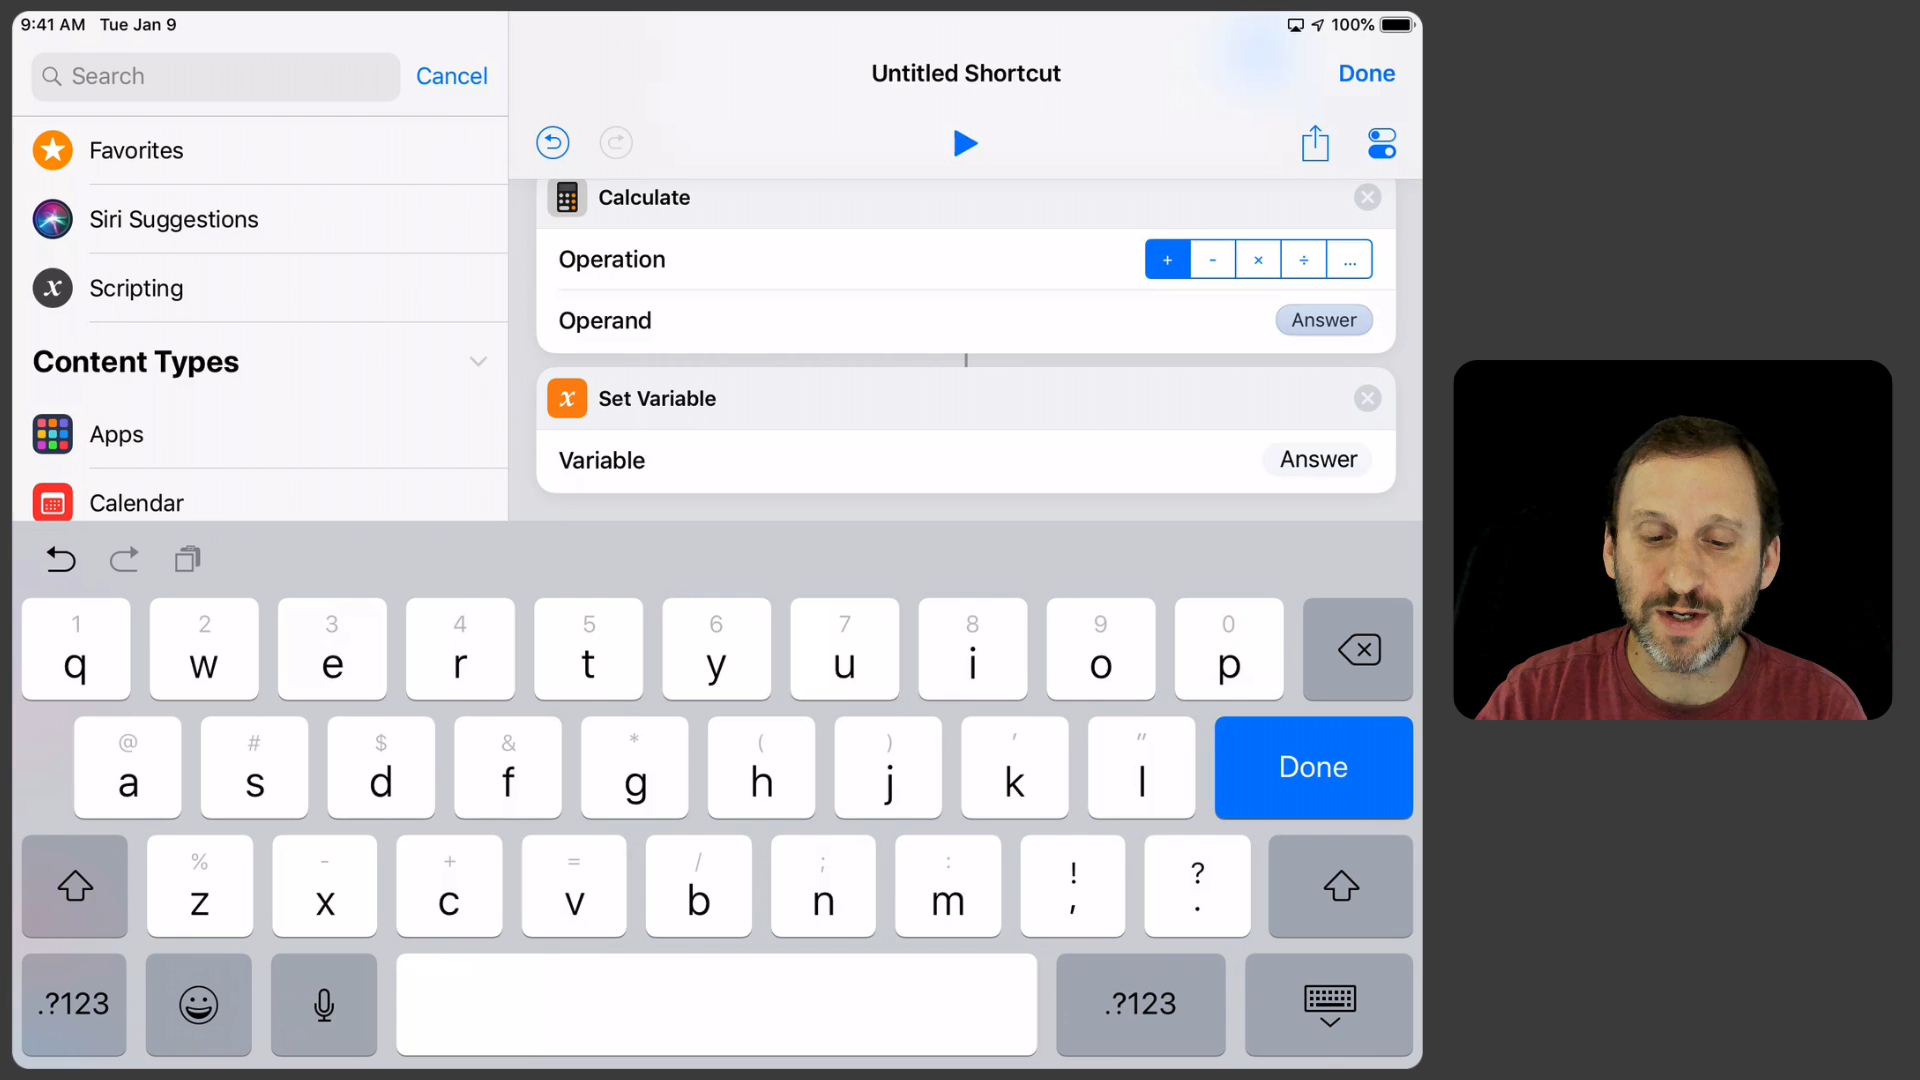 9:41 AM Tue Jan 9
100%
Search
Cancel
Untitled Shortcut
Done
Favorites
Siri Suggestions
Scripting
Content Types
Apps
Calendar
Calculate
Operation
+ - × ÷ ...
Operand
Answer
Set Variable
Variable
Answer
1 2 3 4 5 6 7 8 9 0
q w e r t y u i o p
@ # $ & * ( ) ' "
a s d f g h j k l
Done
% - + = / ; : ! ?
z x c v b n m , .
.?123
.?123